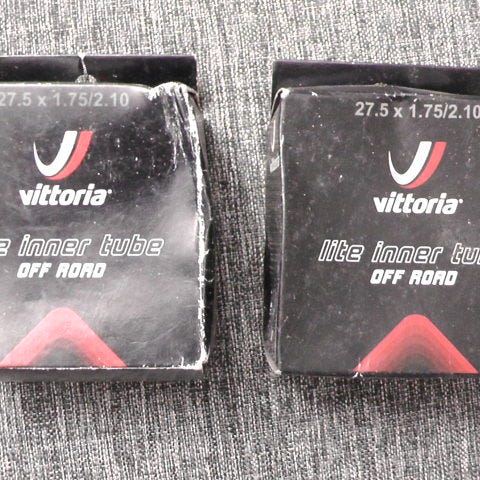 27.5 x 1.75/2.10
vittoria
e inner tube
OFF ROAD
27.5 x 1.75/2.10
vittoria
lite inner tu
OFF ROAD